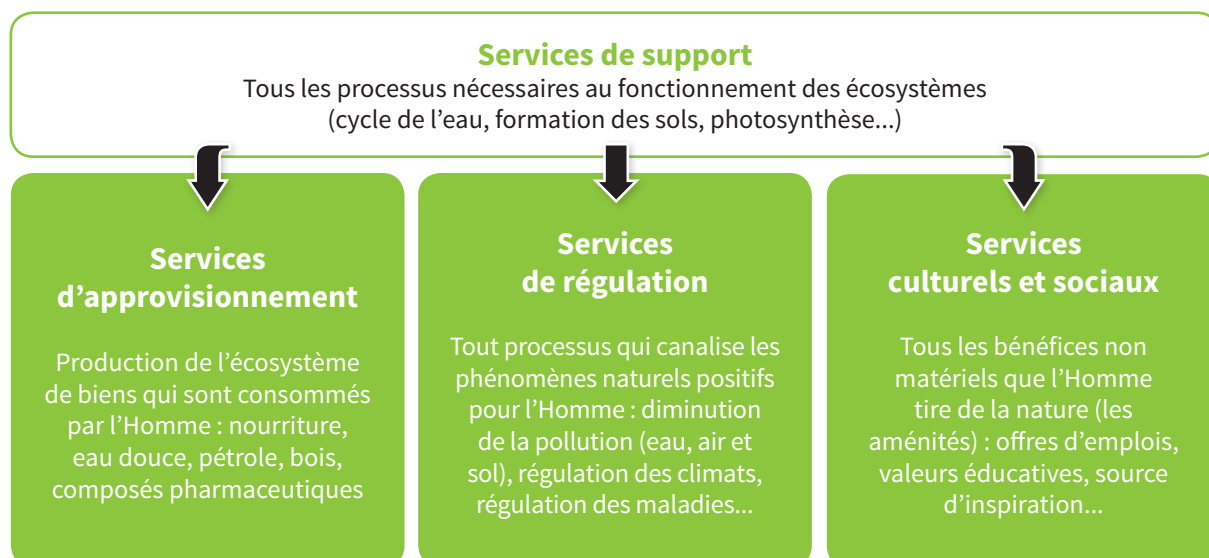 Services de support
Tous les processus nécessaires au fonctionnement des écosystèmes
(cycle de l’eau, formation des sols, photosynthèse...)
Services
d’approvisionnement
Production de l’écosystème
de biens qui sont consommés
par l’Homme : nourriture,
eau douce, pétrole, bois,
composés pharmaceutiques
Services
de régulation
Tout processus qui canalise les
phénomènes naturels positifs
pour l’Homme : diminution
de la pollution (eau, air et
sol), régulation des climats,
régulation des maladies...
Services
culturels et sociaux
Tous les bénéfices non
matériels que l’Homme
tire de la nature (les
aménités) : offres d’emplois,
valeurs éducatives, source
d’inspiration...